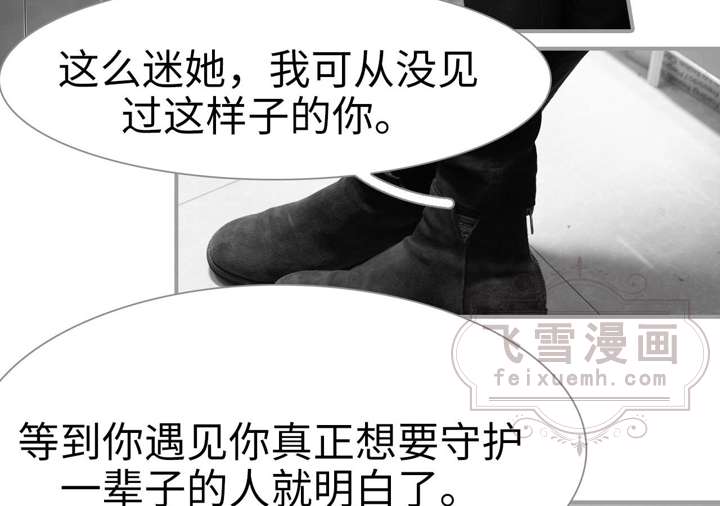 这么迷她，我可从没见
过这样子的你。
飞雪漫画
feixuemh.com
等到你遇见你真正想要守护
一辈子的人就明白了。